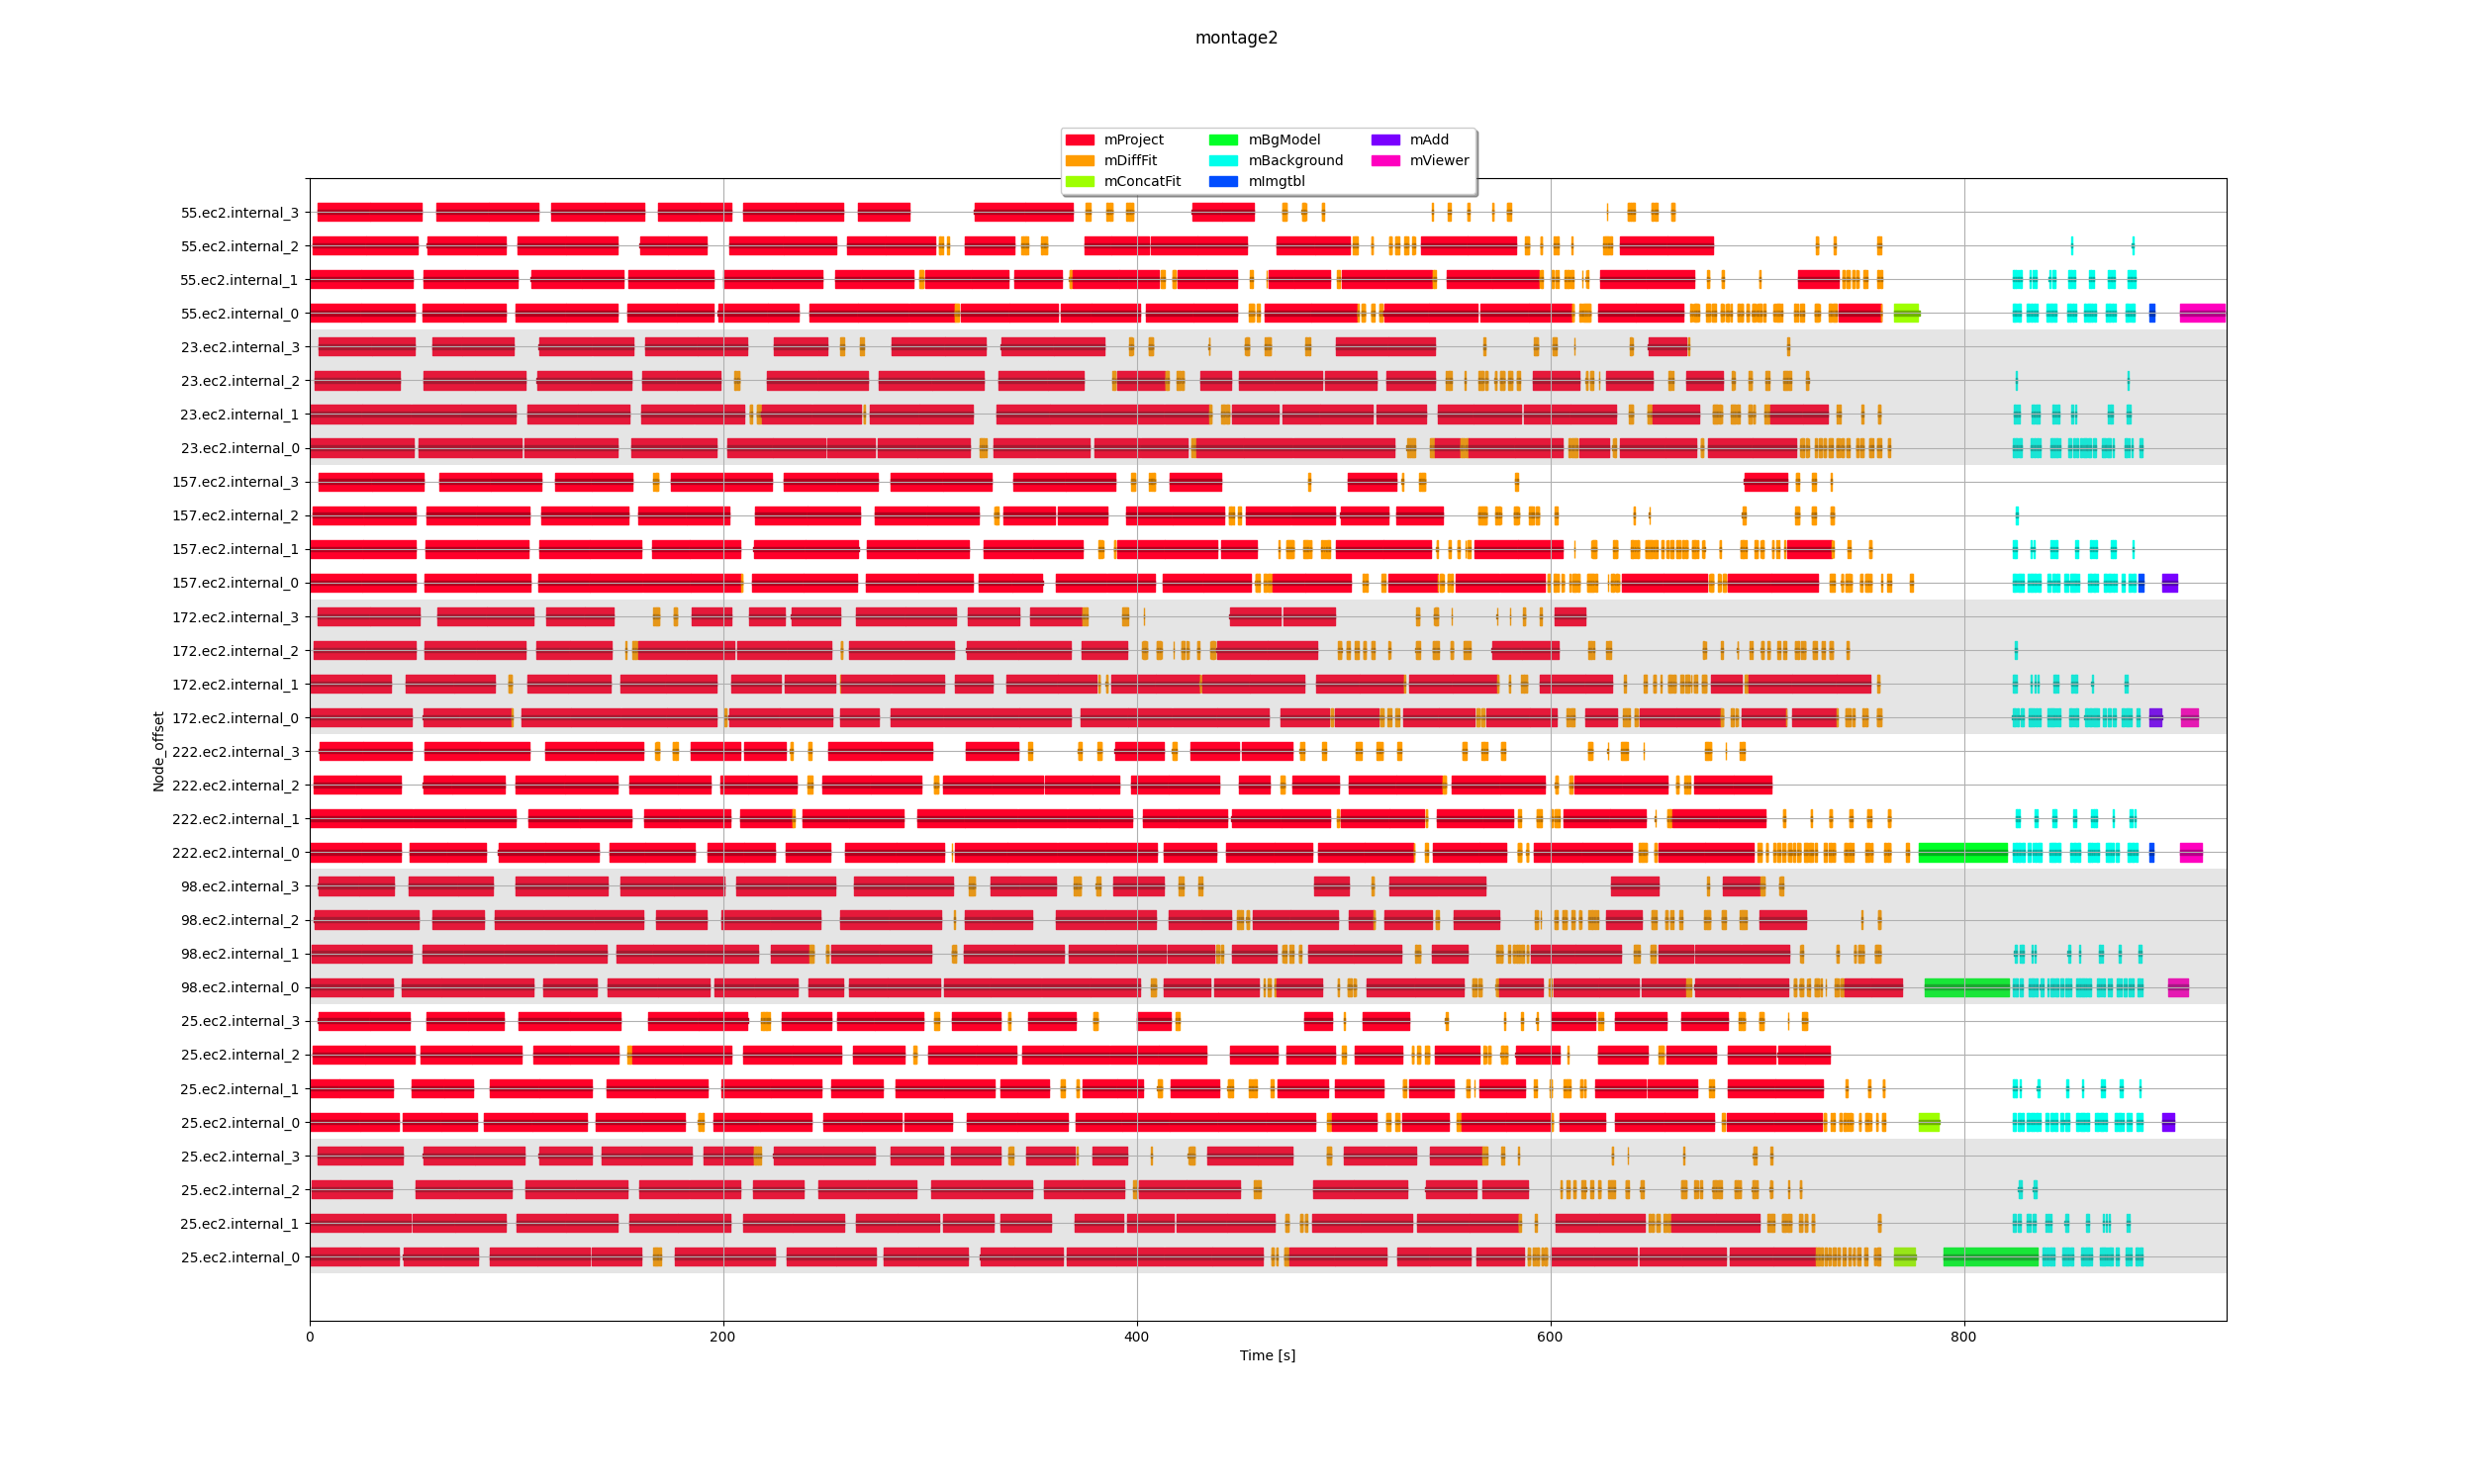 montage2
mProject mBgModel mAdd
mDiffFit mBackground mViewer
mConcatFit mImgtbl
55.ec2.internal_3
55.ec2.internal_2
55.ec2.internal_1
55.ec2.internal_0
23.ec2.internal_3
23.ec2.internal_2
23.ec2.internal_1
23.ec2.internal_0
157.ec2.internal_3
157.ec2.internal_2
157.ec2.internal_1
157.ec2.internal_0
172.ec2.internal_3
172.ec2.internal_2
172.ec2.internal_1
172.ec2.internal_0
222.ec2.internal_3
222.ec2.internal_2
222.ec2.internal_1
222.ec2.internal_0
98.ec2.internal_3
98.ec2.internal_2
98.ec2.internal_1
98.ec2.internal_0
25.ec2.internal_3
25.ec2.internal_2
25.ec2.internal_1
25.ec2.internal_0
25.ec2.internal_3
25.ec2.internal_2
25.ec2.internal_1
25.ec2.internal_0
Node_offset
0 200 400 600 800
Time [s]